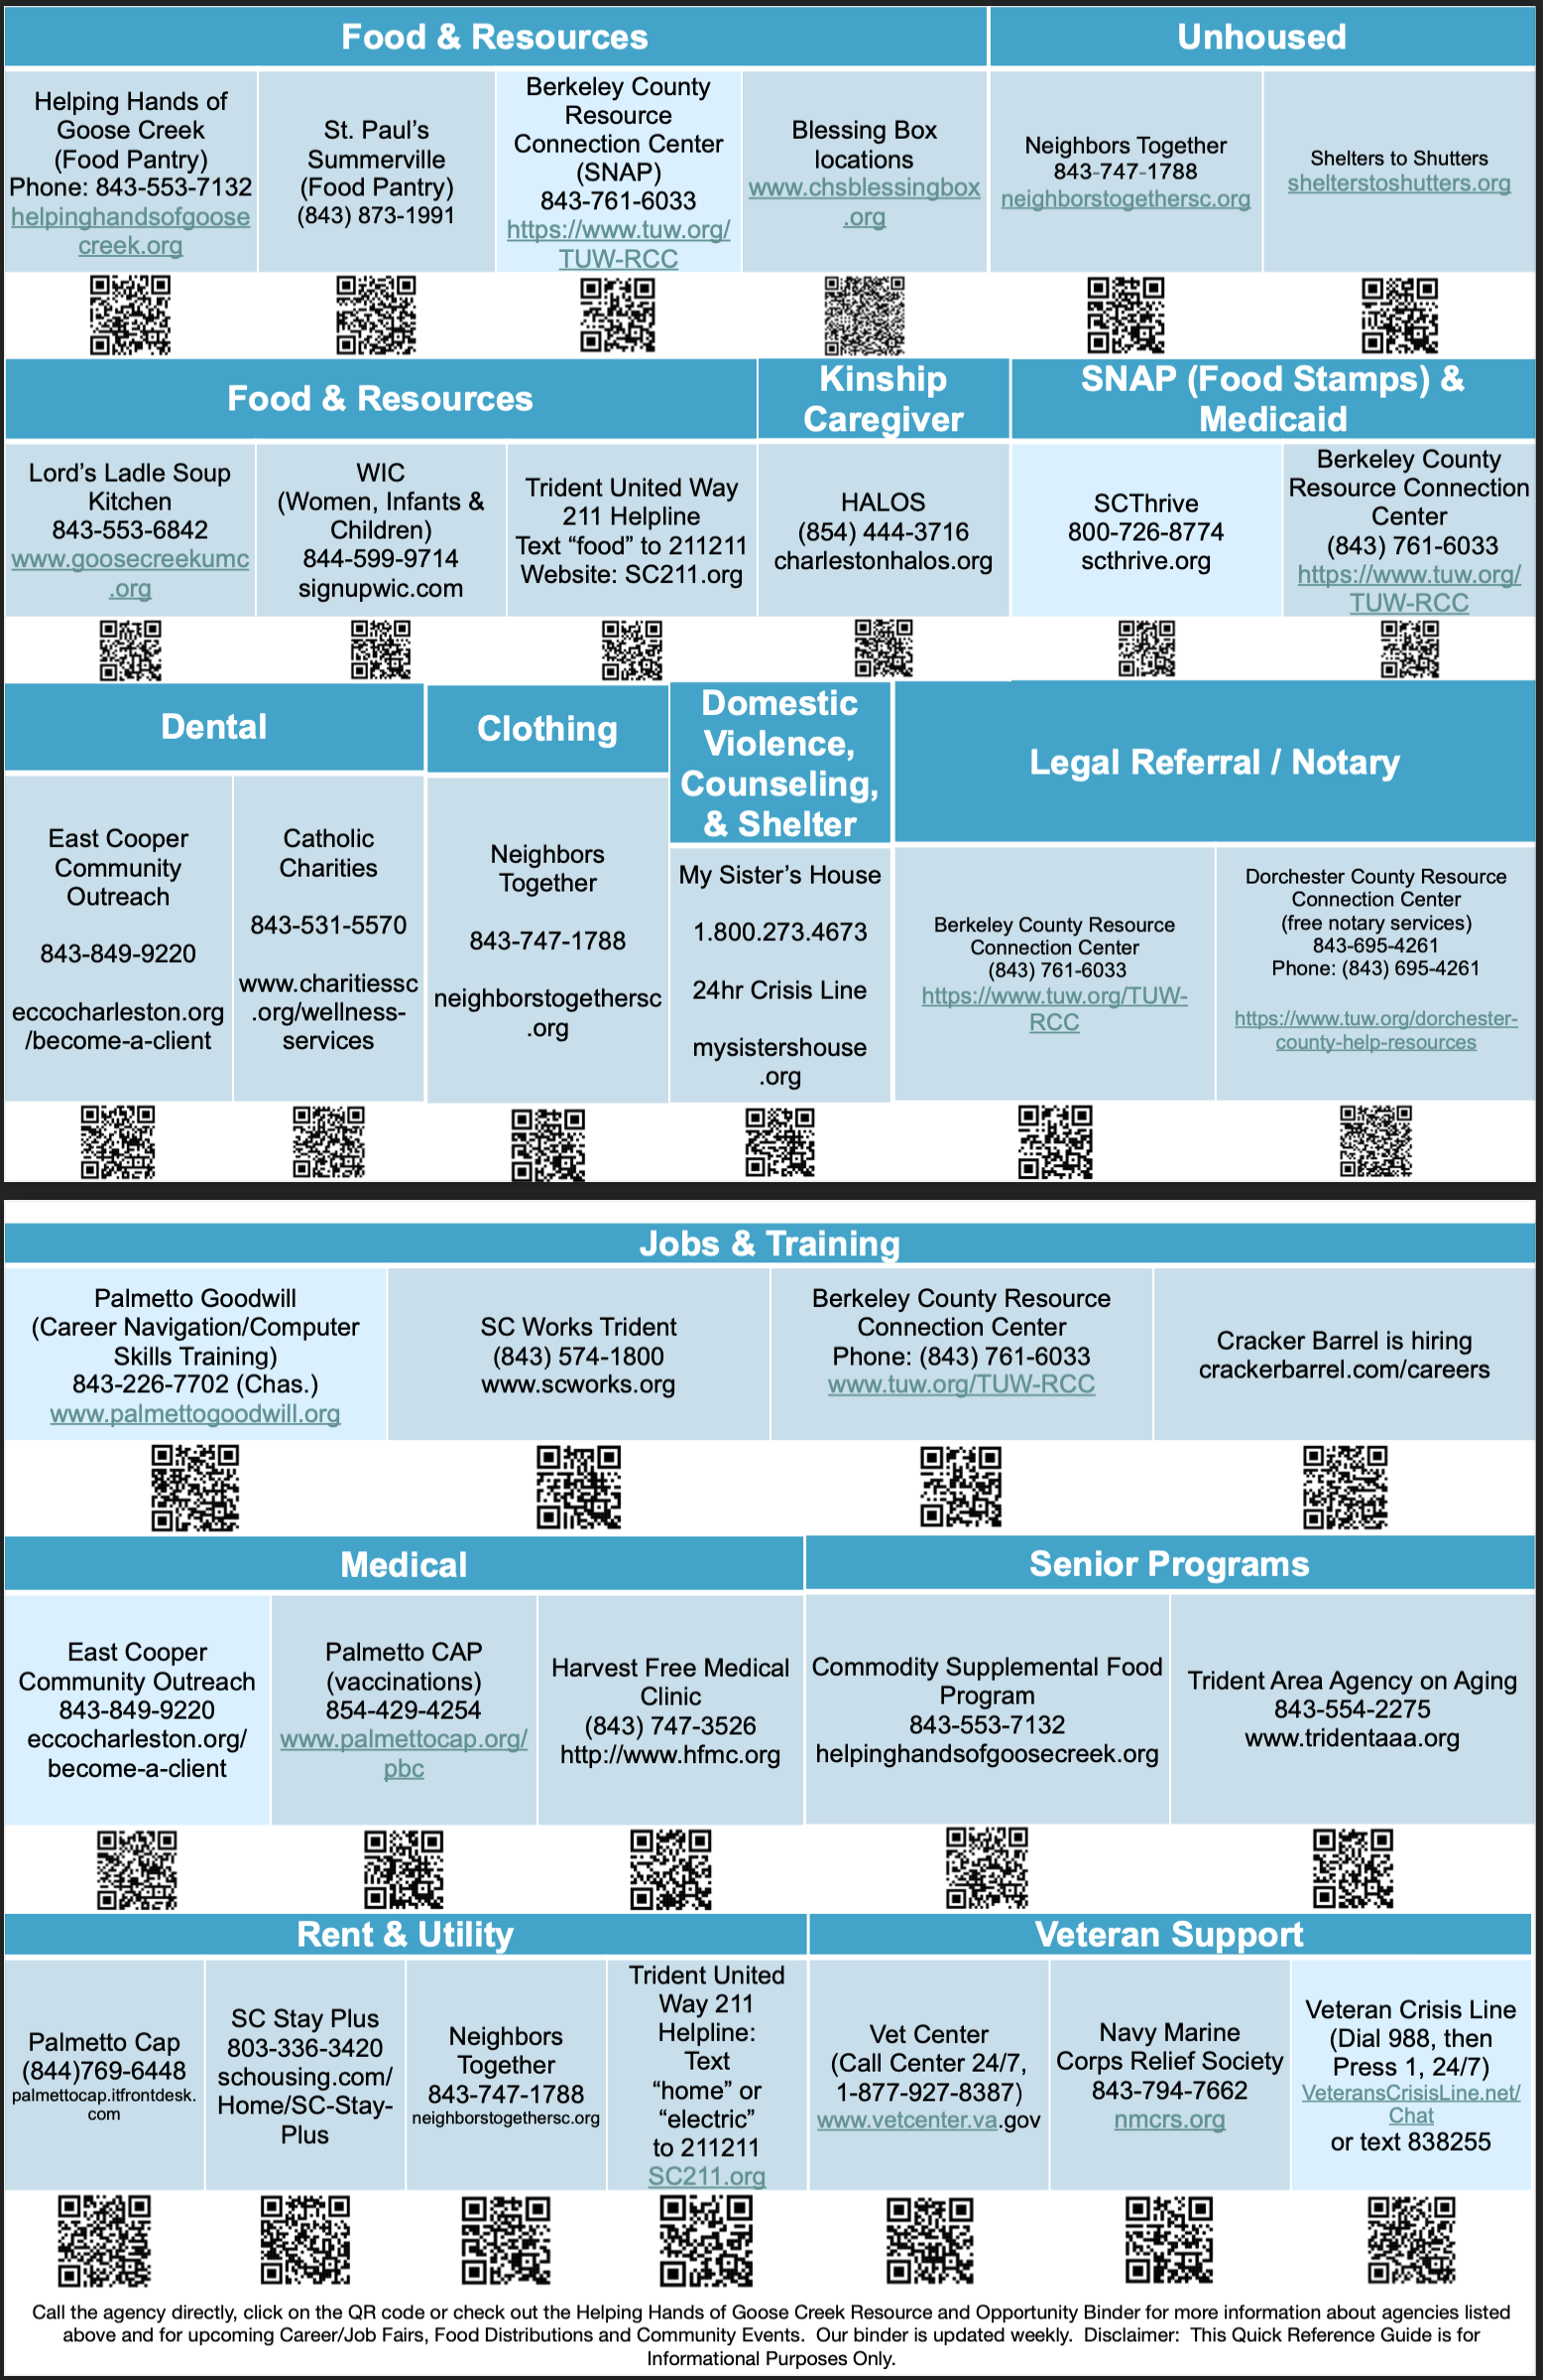 Food & Resources
Unhoused
Helping Hands of
Goose Creek
(Food Pantry)
Phone: 843-553-7132
helpinghandsofgoose
creek.org
St. Paul's
Summerville
(Food Pantry)
(843) 873-1991
Berkeley County
Resource
Connection Center
(SNAP)
843-761-6033
https://www.tuw.org/
TUW-RCC
Blessing Box
locations
www.chsblessingbox
.org
Neighbors Together
843-747-1788
neighborstogethersc.org
Shelters to Shutters
shelterstoshutters.org
Food & Resources
Kinship
Caregiver
SNAP (Food Stamps) &
Medicaid
Lord's Ladle Soup
Kitchen
843-553-6842
www.goosecreekumc
.org
WIC
(Women, Infants &
Children)
844-599-9714
signupwic.com
Trident United Way
211 Helpline
Text “food” to 211211
Website: SC211.org
HALOS
(854) 444-3716
charlestonhalos.org
SCThrive
800-726-8774
scthrive.org
Berkeley County
Resource Connection
Center
(843) 761-6033
https://www.tuw.org/
TUW-RCC
Dental
Clothing
Domestic
Violence,
Counseling,
& Shelter
Legal Referral / Notary
East Cooper
Community
Outreach
843-849-9220
eccocharleston.org
/become-a-client
Catholic
Charities
843-531-5570
www.charitiessc
.org/wellness-
services
Neighbors
Together
843-747-1788
neighborstogethersc
.org
My Sister's House
1.800.273.4673
24hr Crisis Line
mysistershouse
.org
Berkeley County Resource
Connection Center
(843) 761-6033
https://www.tuw.org/TUW-
RCC
Dorchester County Resource
Connection Center
(free notary services)
843-695-4261
Phone: (843) 695-4261
https://www.tuw.org/dorchester-
county-help-resources
Jobs & Training
Palmetto Goodwill
(Career Navigation/Computer
Skills Training)
843-226-7702 (Chas.)
www.palmettogoodwill.org
SC Works Trident
(843) 574-1800
www.scworks.org
Berkeley County Resource
Connection Center
Phone: (843) 761-6033
www.tuw.org/TUW-RCC
Cracker Barrel is hiring
crackerbarrel.com/careers
Medical
Senior Programs
East Cooper
Community Outreach
843-849-9220
eccocharleston.org/
become-a-client
Palmetto CAP
(vaccinations)
854-429-4254
www.palmettocap.org/
pbc
Harvest Free Medical
Clinic
(843) 747-3526
http://www.hfmc.org
Commodity Supplemental Food
Program
843-553-7132
helpinghandsofgoosecreek.org
Trident Area Agency on Aging
843-554-2275
www.tridentaaa.org
Rent & Utility
Veteran Support
Palmetto Cap
(844)769-6448
palmettocap.itfrontdesk.
com
SC Stay Plus
803-336-3420
schousing.com/
Home/SC-Stay-
Plus
Neighbors
Together
843-747-1788
neighborstogethersc.org
Trident United
Way 211
Helpline:
Text
“home” or
“electric”
to 211211
SC211.org
Vet Center
(Call Center 24/7,
1-877-927-8387)
www.vetcenter.va.gov
Navy Marine
Corps Relief Society
843-794-7662
nmcrs.org
Veteran Crisis Line
(Dial 988, then
Press 1, 24/7)
VeteransCrisisLine.net/
Chat
or text 838255
Call the agency directly, click on the QR code or check out the Helping Hands of Goose Creek Resource and Opportunity Binder for more information about agencies listed
above and for upcoming Career/Job Fairs, Food Distributions and Community Events.  Our binder is updated weekly.  Disclaimer:  This Quick Reference Guide is for
Informational Purposes Only.